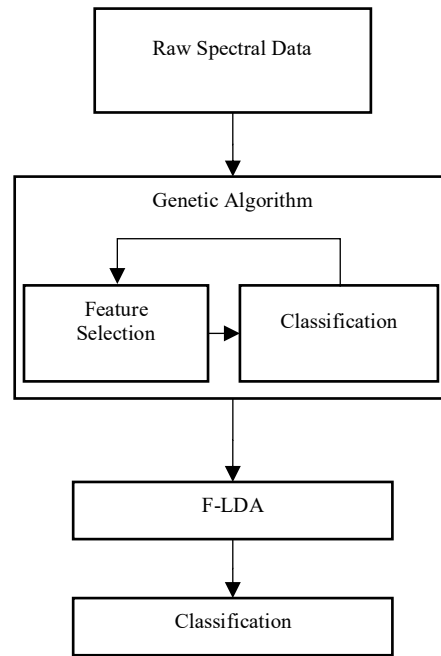 Raw Spectral Data
Genetic Algorithm
Feature
Selection
Classification
F-LDA
Classification